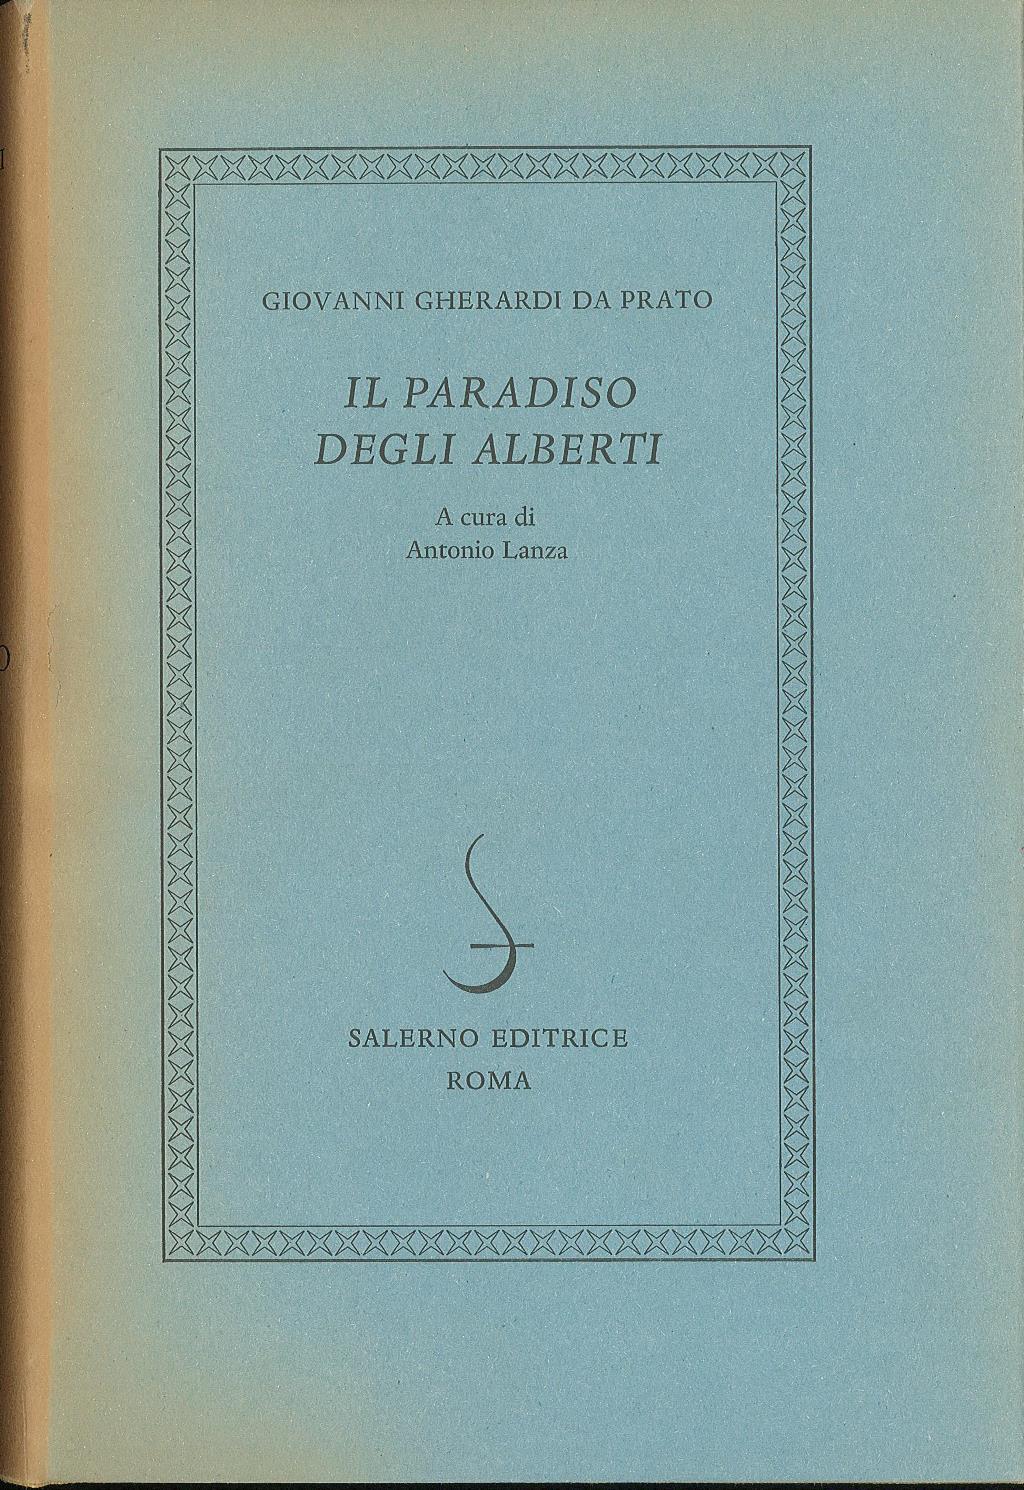 GIOVANNI GHERARDI DA PRATO
IL PARADISO
DEGLI ALBERTI
A cura di
Antonio Lanza
SALERNO EDITRICE
ROMA